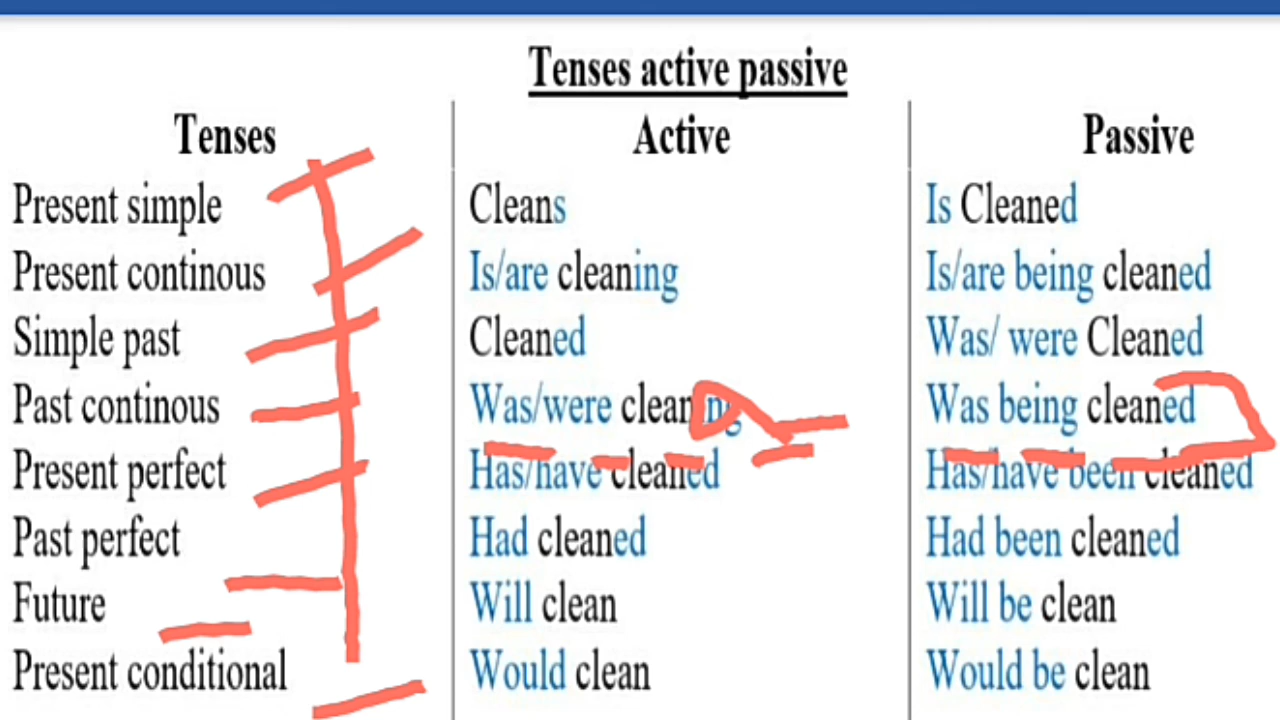 Tenses active passive
Tenses Active Passive
Present simple Cleans Is Cleaned
Present continous Is/are cleaning Is/are being cleaned
Simple past Cleaned Was/ were Cleaned
Past continous Was/were cleaning Was being cleaned
Present perfect Has/have cleaned Has/have been cleaned
Past perfect Had cleaned Had been cleaned
Future Will clean Will be clean
Present conditional Would clean Would be clean